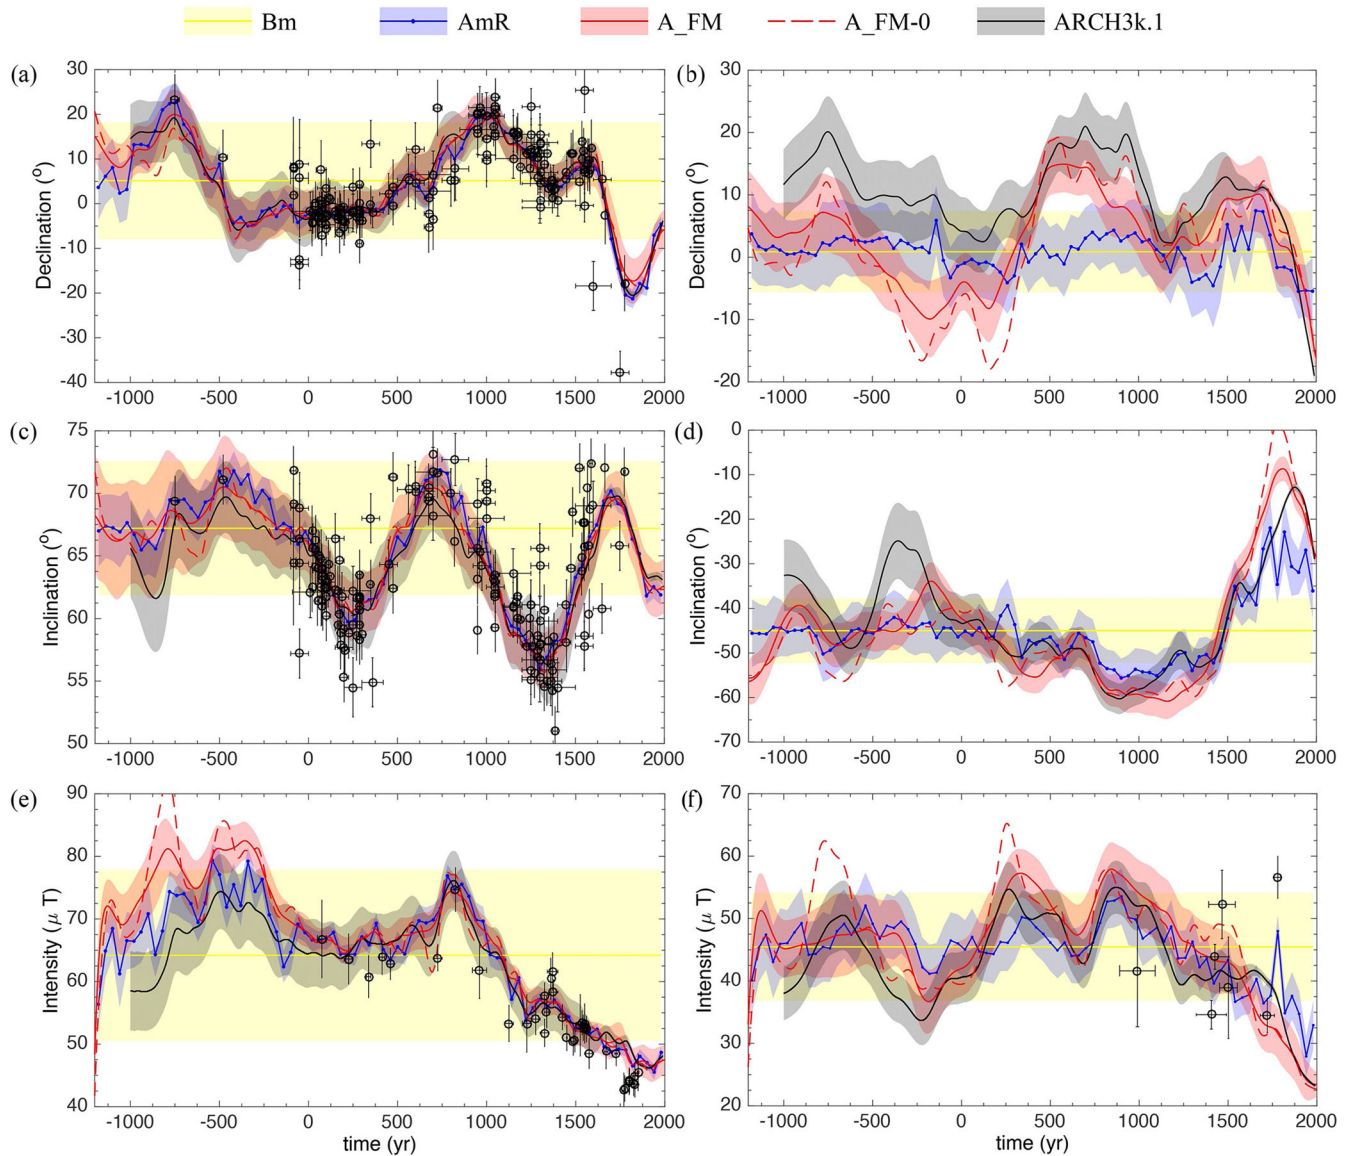 Bm AmR A_FM A_FM-0 ARCH3k.1
(a) (b)
30 20 10 0 -10 -20 -30 -40
Declination (°)
-1000 -500 0 500 1000 1500 2000
30 20 10 0 -10 -20
Declination (°)
-1000 -500 0 500 1000 1500 2000
(c) (d)
75 70 65 60 55 50
Inclination (°)
-1000 -500 0 500 1000 1500 2000
0 -10 -20 -30 -40 -50 -60 -70
Inclination (°)
-1000 -500 0 500 1000 1500 2000
(e) (f)
90 80 70 60 50 40
Intensity (μ T)
-1000 -500 0 500 1000 1500 2000
time (yr)
70 60 50 40 30 20
Intensity (μ T)
-1000 -500 0 500 1000 1500 2000
time (yr)